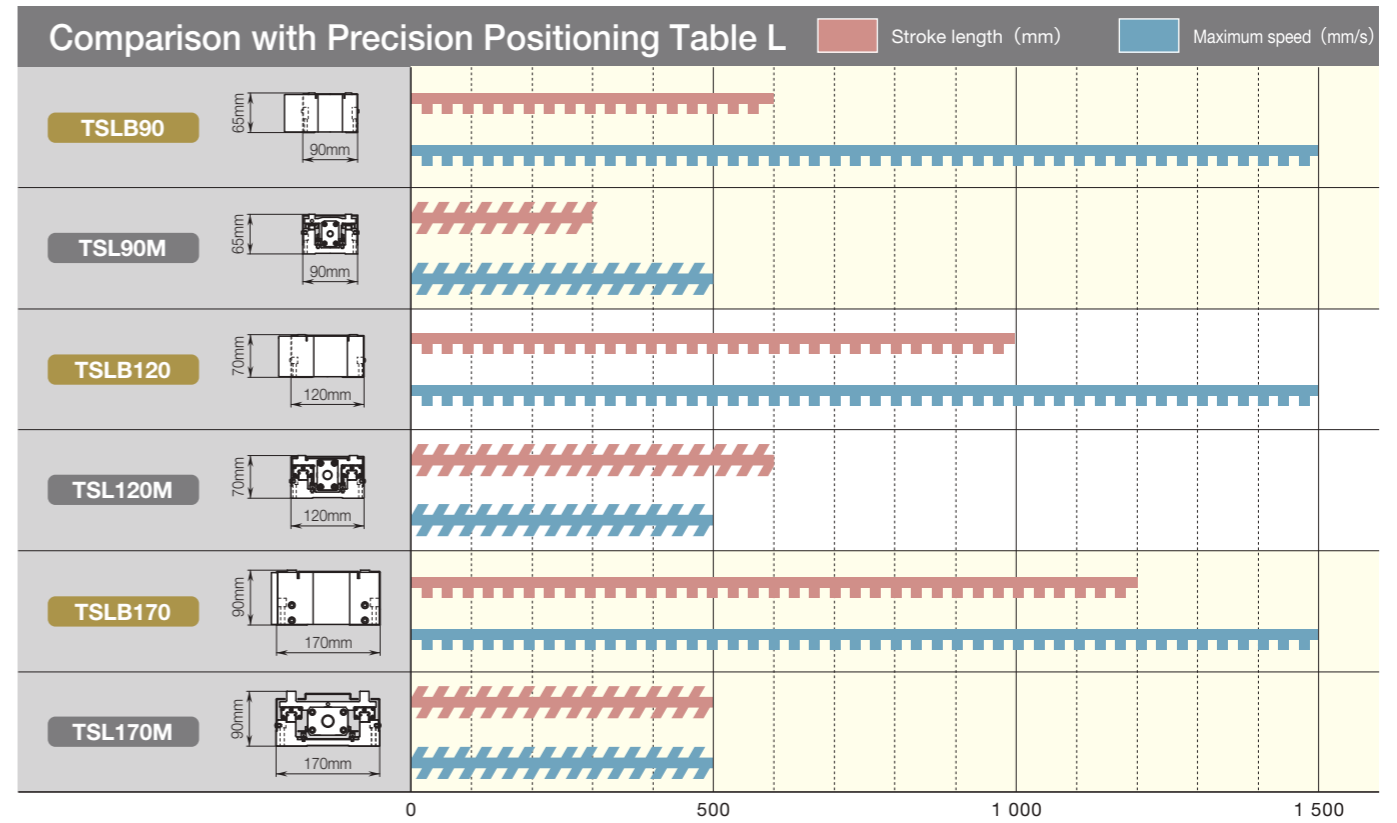 Comparison with Precision Positioning Table L Stroke length (mm) Maximum speed (mm/s)
TSLB90 65mm 90mm
TSL90M 65mm 90mm
TSLB120 70mm 120mm
TSL120M 70mm 120mm
TSLB170 90mm 170mm
TSL170M 90mm 170mm
0 500 1 000 1 500